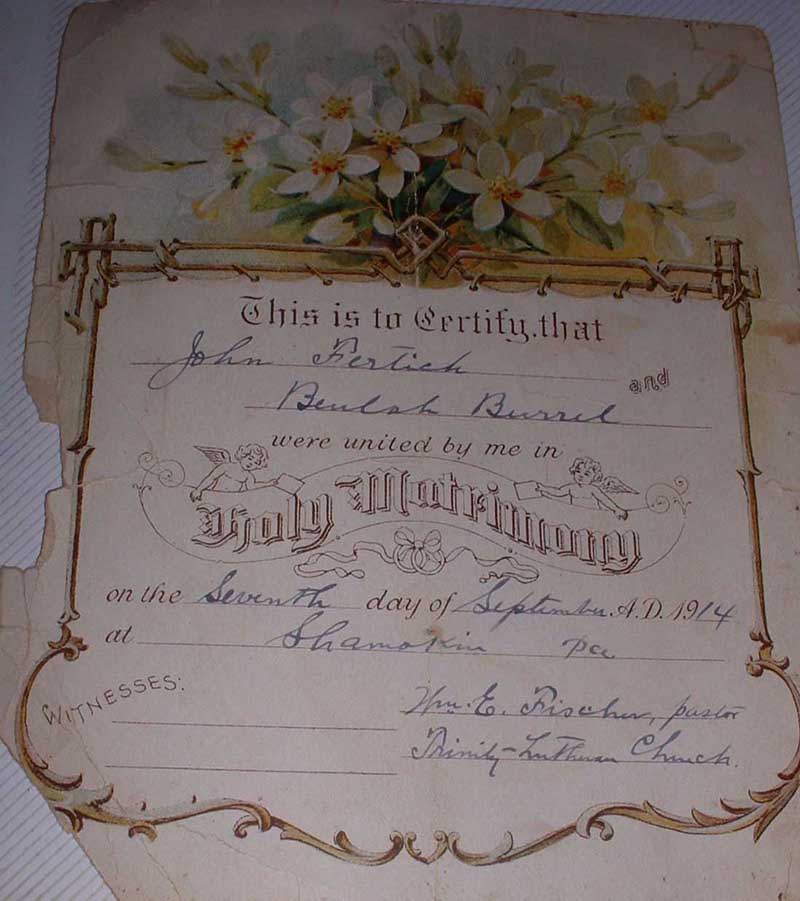 This is to Certify, that
John Fertich
and
Beulah Burrel
were united by me in
Holy Matrimony
on the Seventh day of September A.D. 1914
at Shamokin Pa
WITNESSES:
Wm. E. Fischer, pastor
Trinity Lutheran Church.